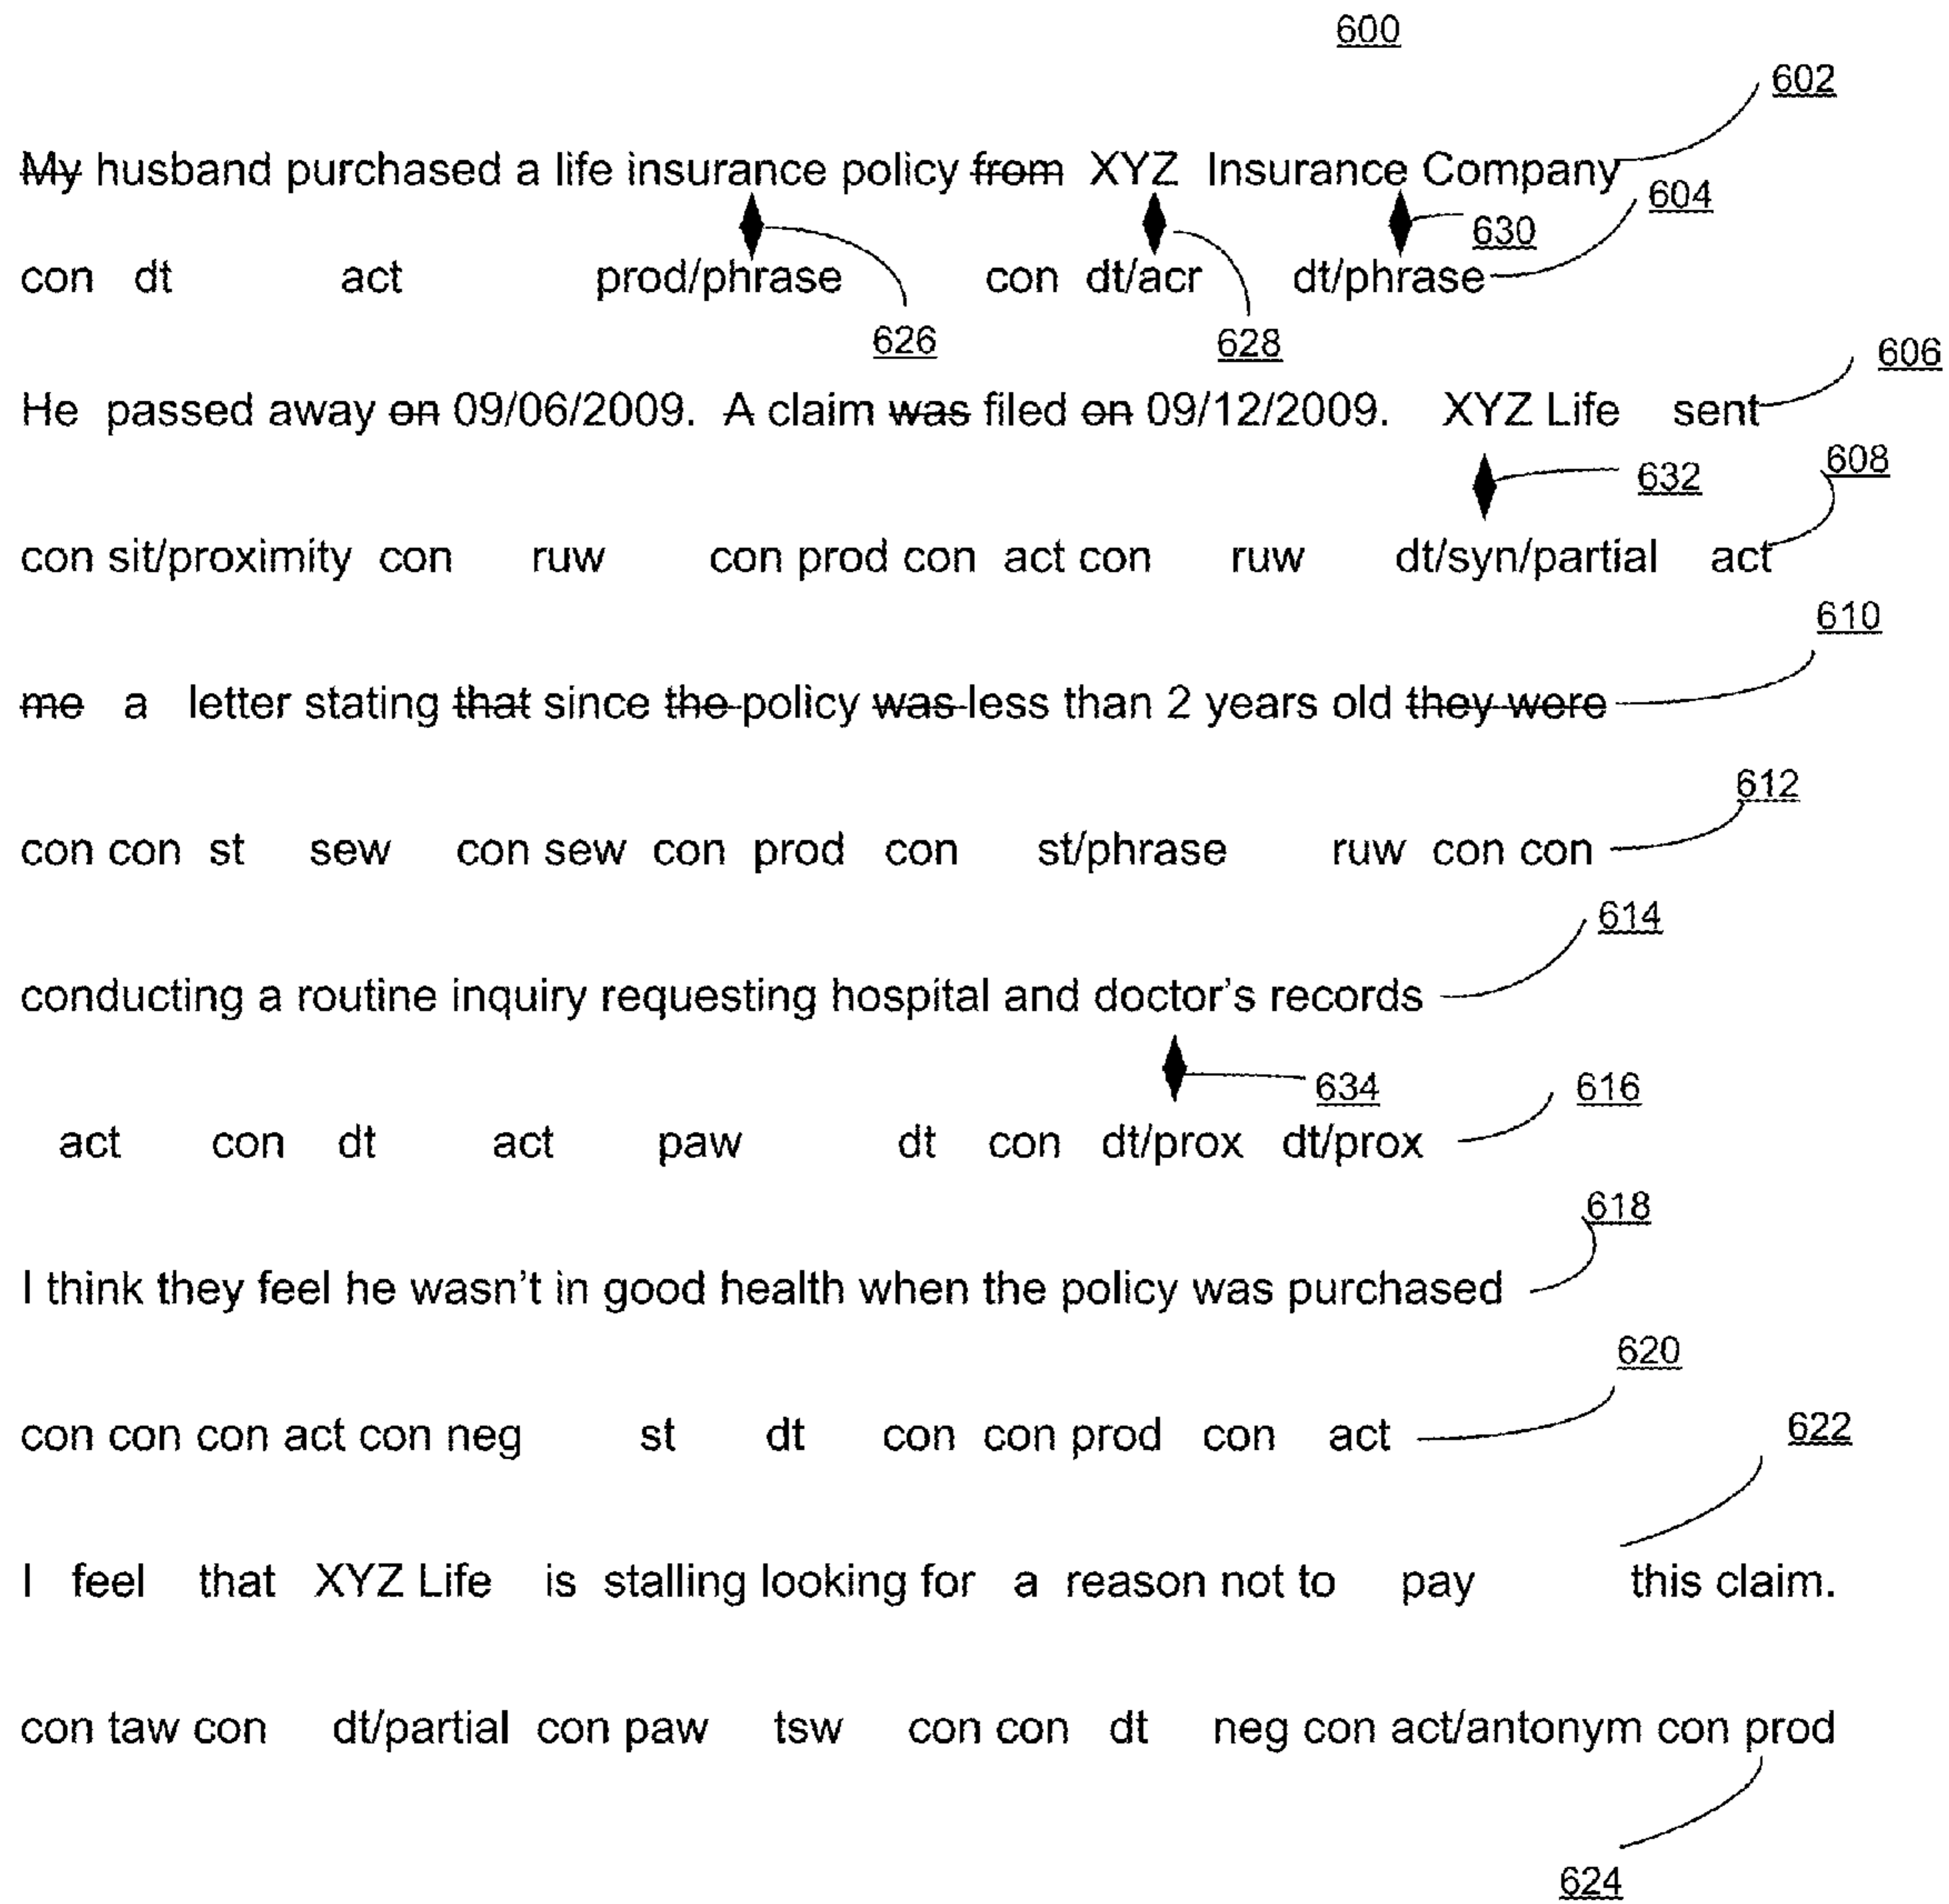 600
602
My husband purchased a life insurance policy from XYZ Insurance Company
604
630
con dt act prod/phrase con dt/acr dt/phrase
626 628
606
He passed away on 09/06/2009. A claim was filed on 09/12/2009. XYZ Life sent
608
632
con sit/proximity con ruw con prod con act con ruw dt/syn/partial act
610
me a letter stating that since the policy was less than 2 years old they were
612
con con st sew con sew con prod con st/phrase ruw con con
614
conducting a routine inquiry requesting hospital and doctor's records
634 616
act con dt act paw dt con dt/prox dt/prox
618
I think they feel he wasn't in good health when the policy was purchased
620
622
con con con act con neg st dt con con prod con act
I feel that XYZ Life is stalling looking for a reason not to pay this claim.
con taw con dt/partial con paw tsw con con dt neg con act/antonym con prod
624